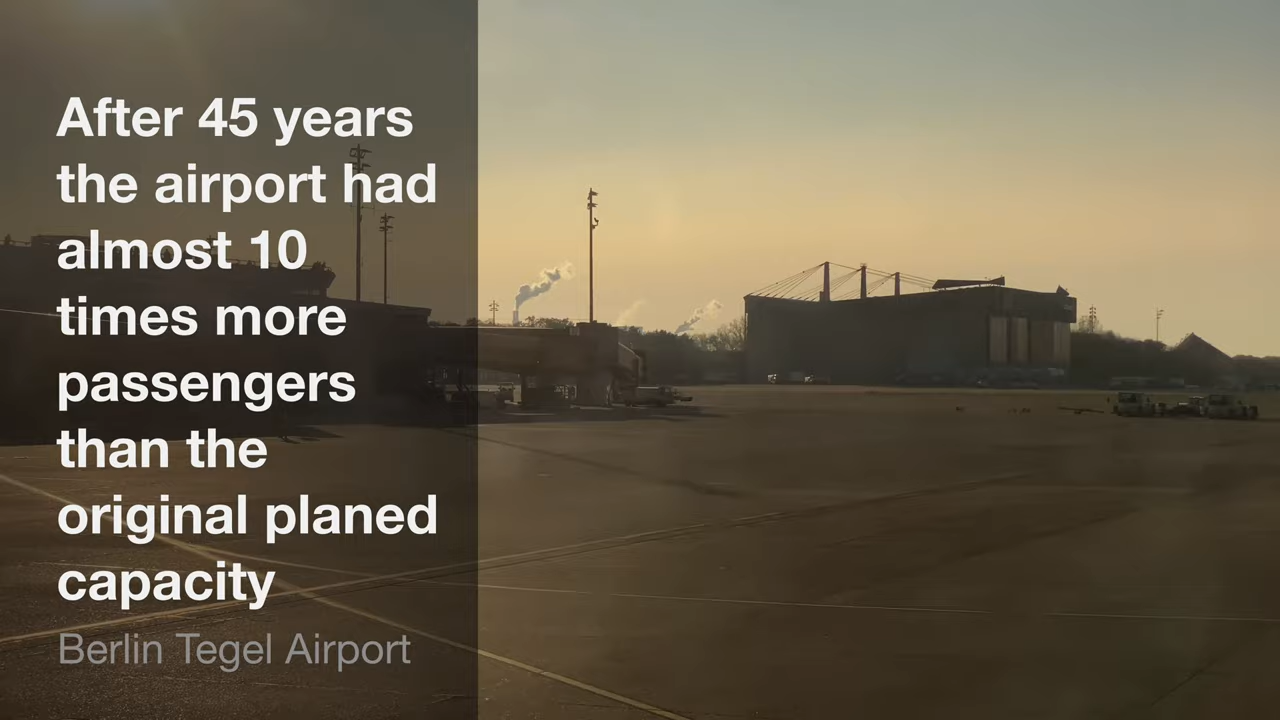 After 45 years
the airport had
almost 10
times more
passengers
than the
original planed
capacity
Berlin Tegel Airport